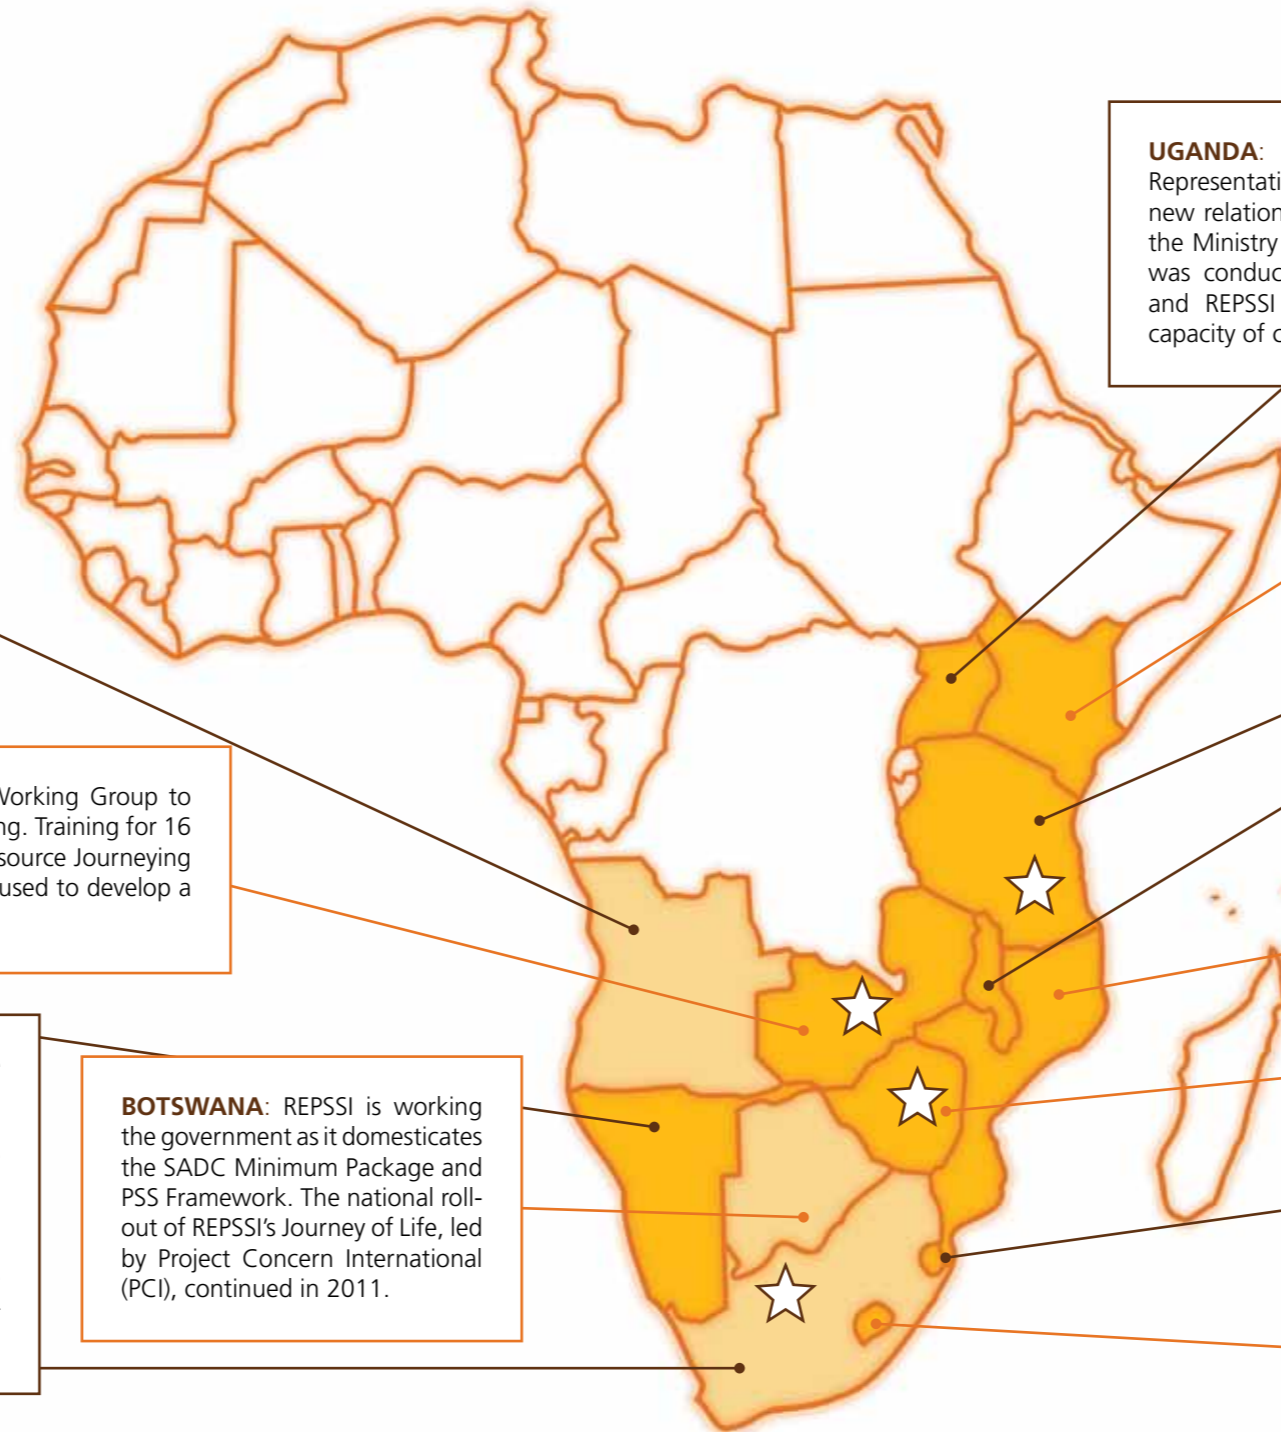 UGANDA:
Representati
new relation
the Ministry
was conduc
and REPSSI
capacity of c
Working Group to
ng. Training for 16
source Journeying
used to develop a
BOTSWANA: REPSSI is working
the government as it domesticates
the SADC Minimum Package and
PSS Framework. The national roll-
out of REPSSI's Journey of Life, led
by Project Concern International
(PCI), continued in 2011.